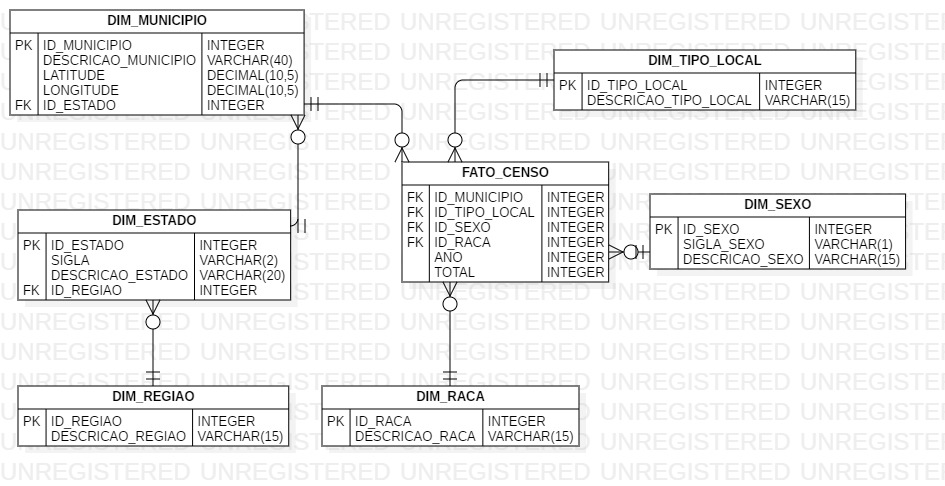 DIM_MUNICIPIO
PK ID_MUNICIPIO INTEGER
DESCRICAO_MUNICIPIO VARCHAR(40)
LATITUDE DECIMAL(10,5)
LONGITUDE DECIMAL(10,5)
FK ID_ESTADO INTEGER
DIM_TIPO_LOCAL
PK ID_TIPO_LOCAL INTEGER
DESCRICAO_TIPO_LOCAL VARCHAR(15)
FATO_CENSO
FK ID_MUNICIPIO INTEGER
FK ID_TIPO_LOCAL INTEGER
FK ID_SEXO INTEGER
FK ID_RACA INTEGER
ANO INTEGER
TOTAL INTEGER
DIM_SEXO
PK ID_SEXO INTEGER
SIGLA_SEXO VARCHAR(1)
DESCRICAO_SEXO VARCHAR(15)
DIM_ESTADO
PK ID_ESTADO INTEGER
SIGLA VARCHAR(2)
DESCRICAO_ESTADO VARCHAR(20)
FK ID_REGIAO INTEGER
DIM_REGIAO
PK ID_REGIAO INTEGER
DESCRICAO_REGIAO VARCHAR(15)
DIM_RACA
PK ID_RACA INTEGER
DESCRICAO_RACA VARCHAR(15)
UNREGISTERED